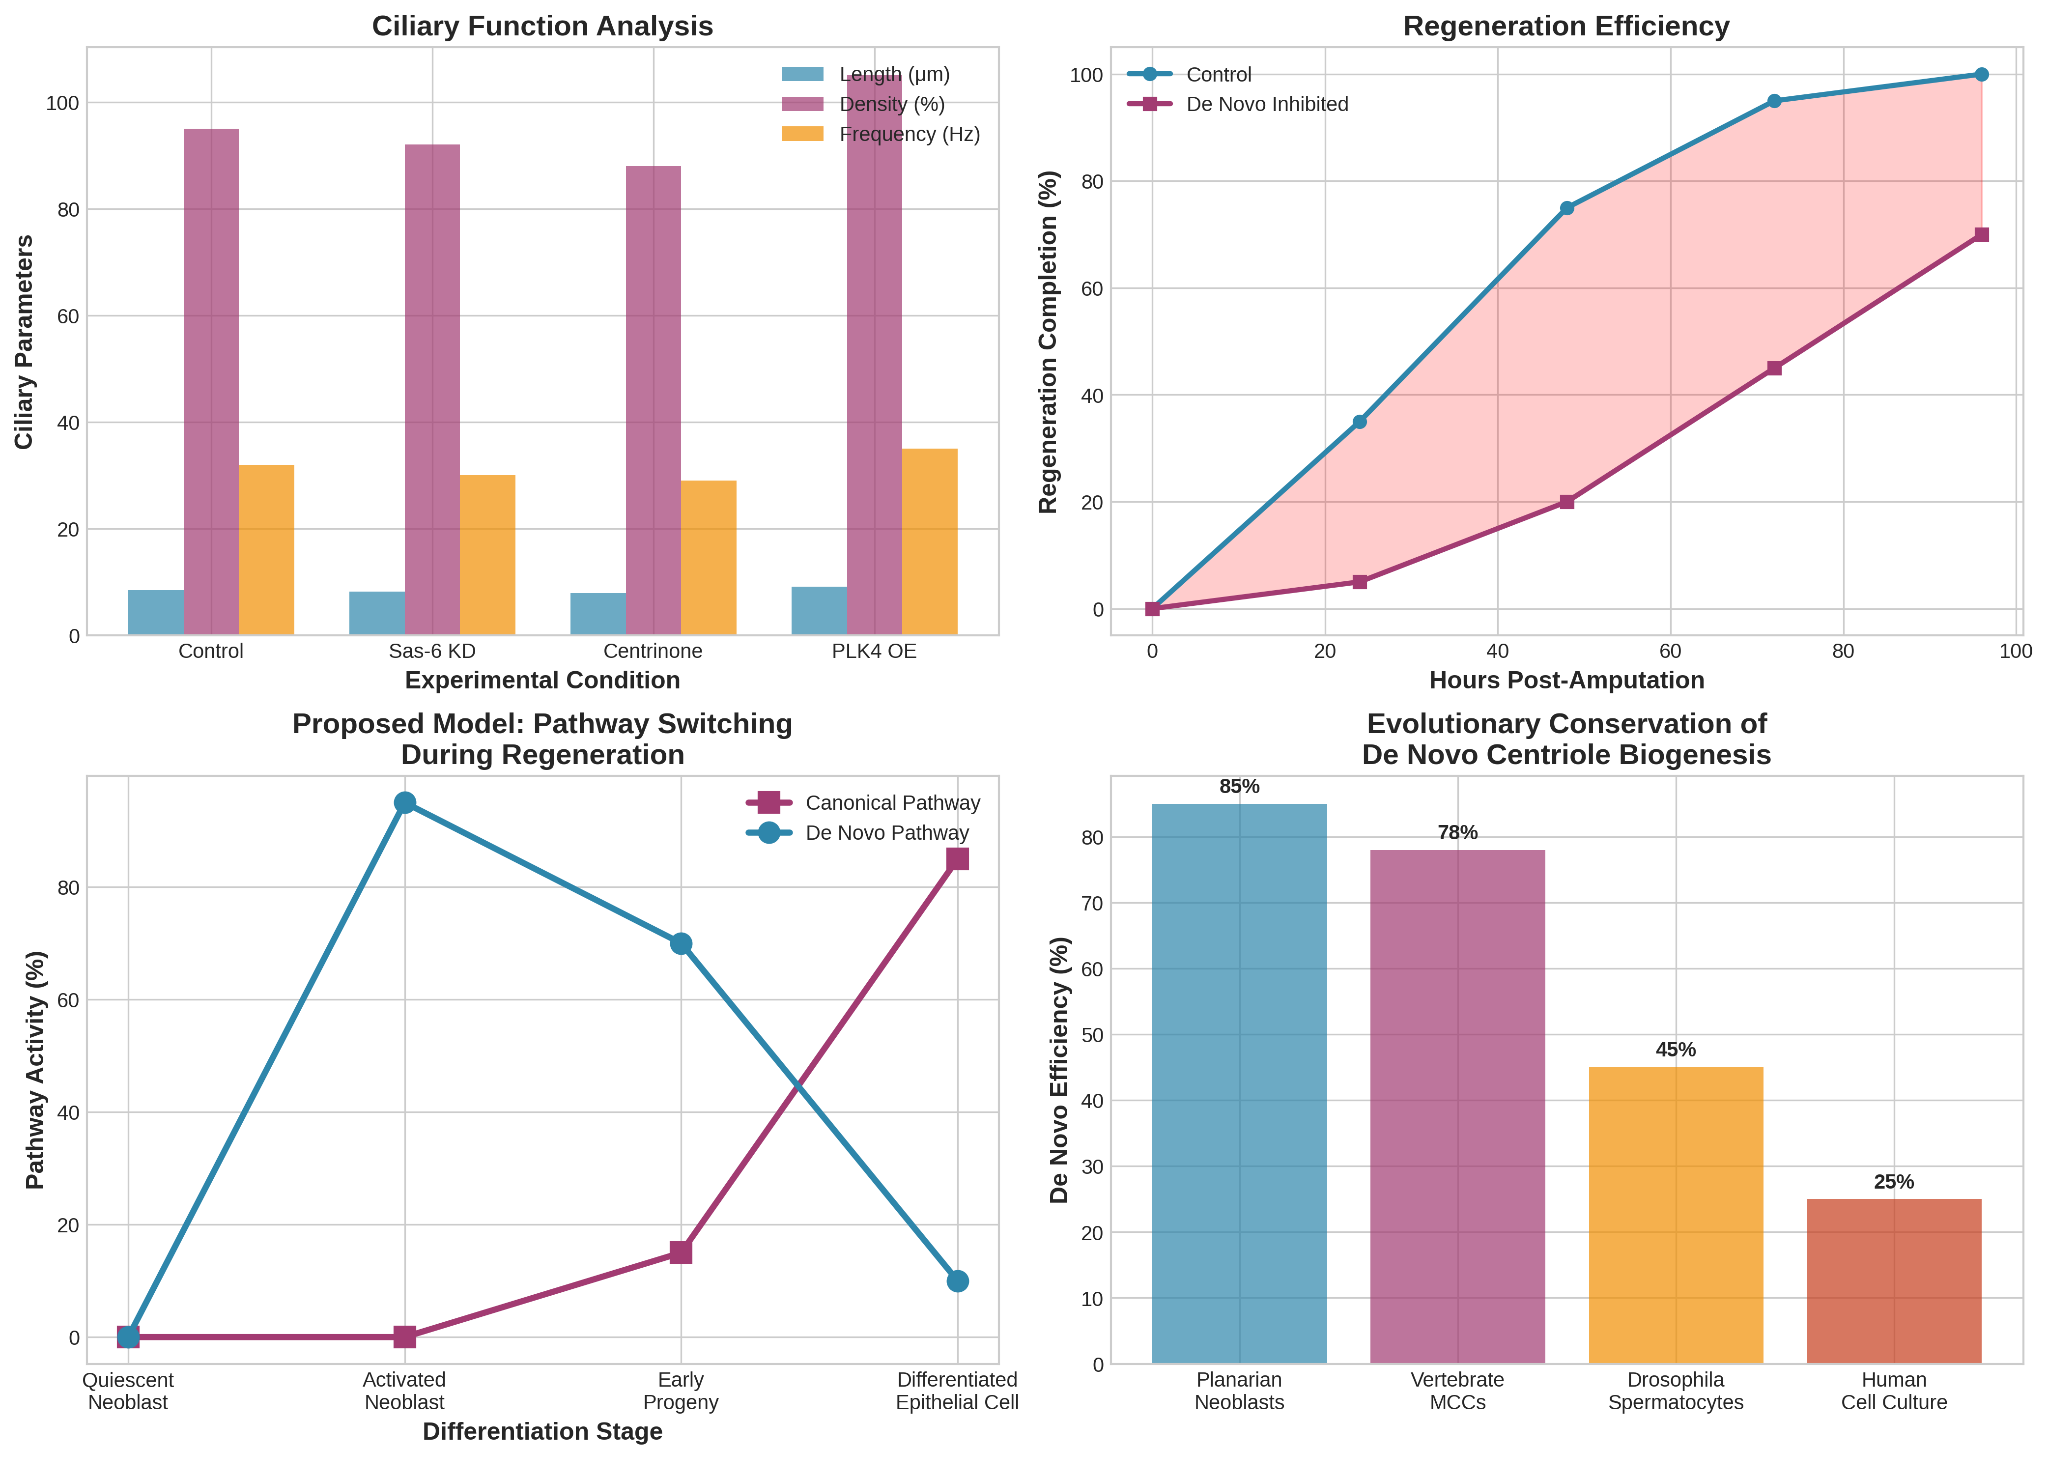 Ciliary Function Analysis
Length (μm)
Density (%)
Frequency (Hz)
Ciliary Parameters
100
80
60
40
20
0
Control
Sas-6 KD
Centrinone
PLK4 OE
Experimental Condition
Regeneration Efficiency
Control
De Novo Inhibited
Regeneration Completion (%)
100
80
60
40
20
0
0
20
40
60
80
100
Hours Post-Amputation
Proposed Model: Pathway Switching
During Regeneration
Canonical Pathway
De Novo Pathway
Pathway Activity (%)
80
60
40
20
0
Quiescent
Neoblast
Activated
Neoblast
Early
Progeny
Differentiated
Epithelial Cell
Differentiation Stage
Evolutionary Conservation of
De Novo Centriole Biogenesis
85%
78%
45%
25%
De Novo Efficiency (%)
80
70
60
50
40
30
20
10
0
Planarian
Neoblasts
Vertebrate
MCCs
Drosophila
Spermatocytes
Human
Cell Culture